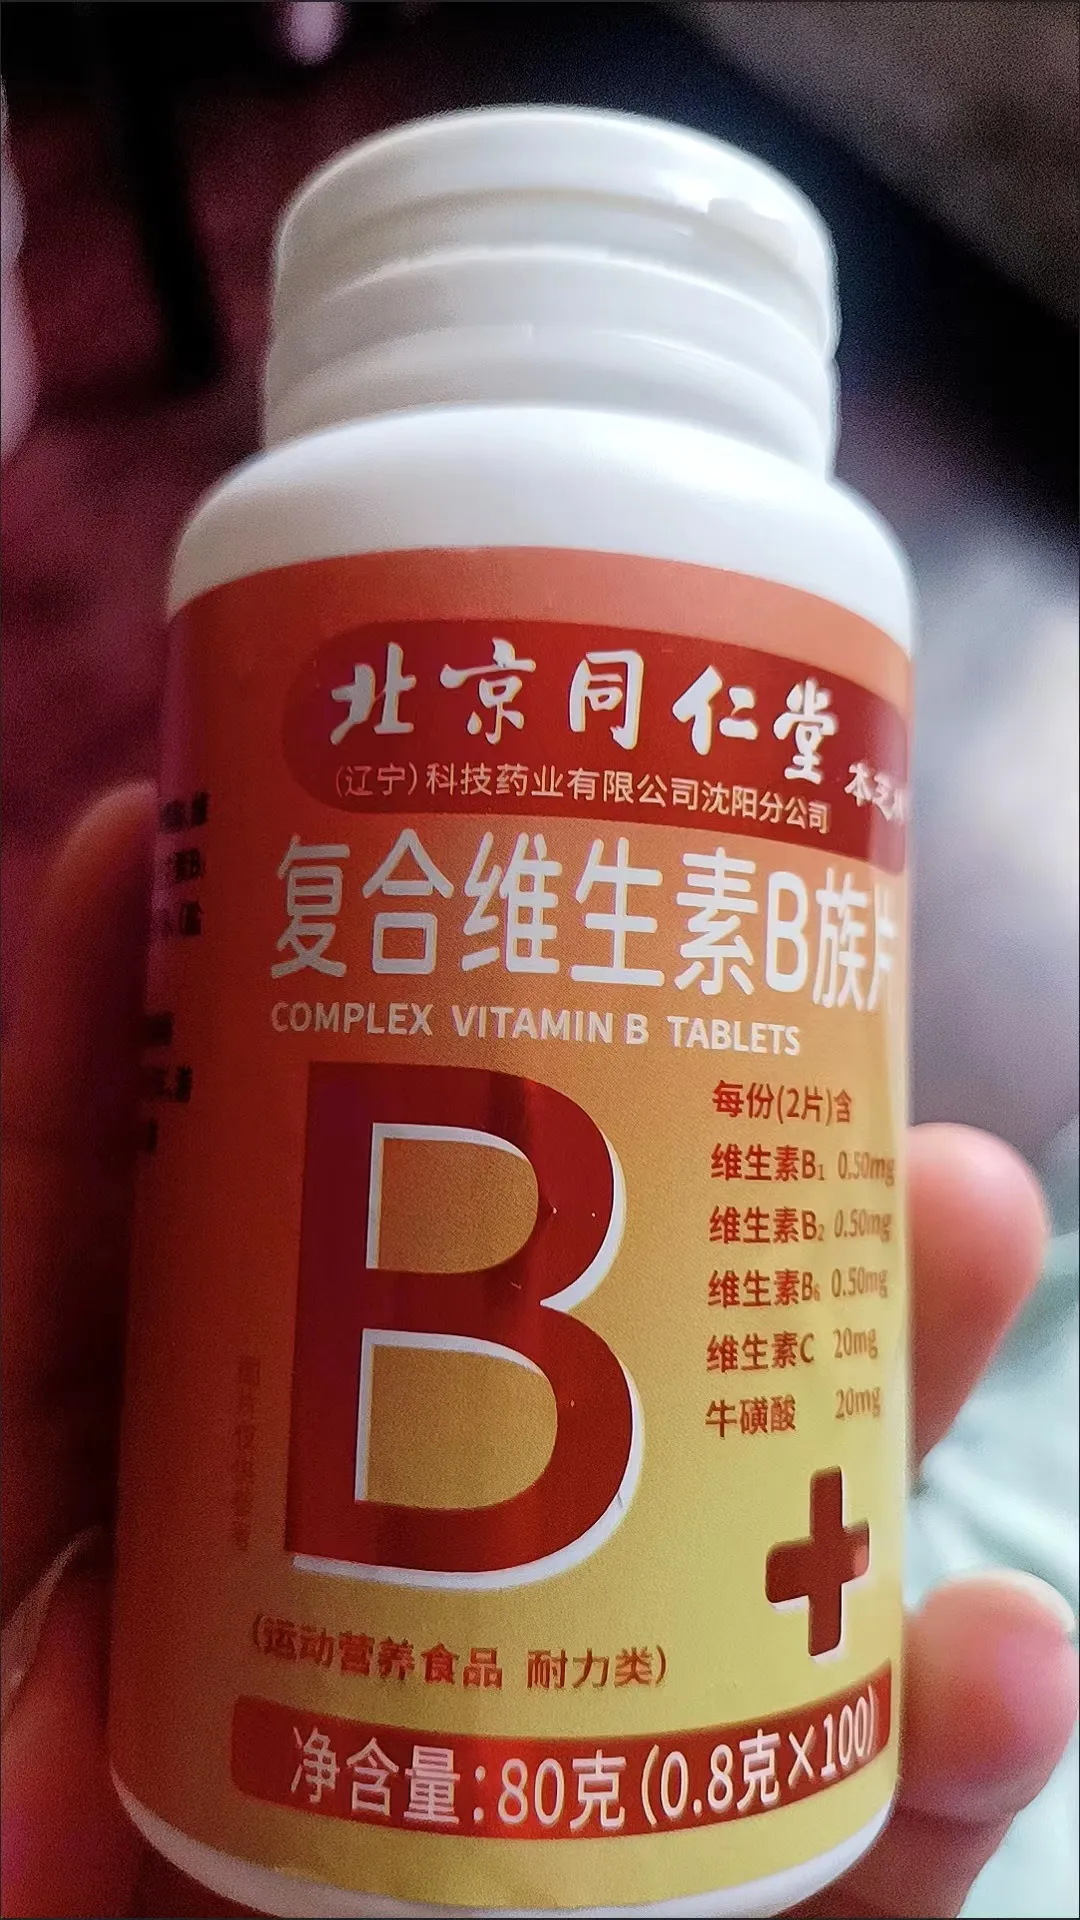 北京同仁堂
(辽宁)科技药业有限公司沈阳分公司
本芝
复合维生素B族片
COMPLEX VITAMIN B TABLETS
B
每份(2片)含
维生素B₁ 0.50mg
维生素B₂ 0.50mg
维生素B₆ 0.50mg
维生素C 20mg
牛磺酸 20mg
(运动营养食品 耐力类)
净含量:80克(0.8克×100)